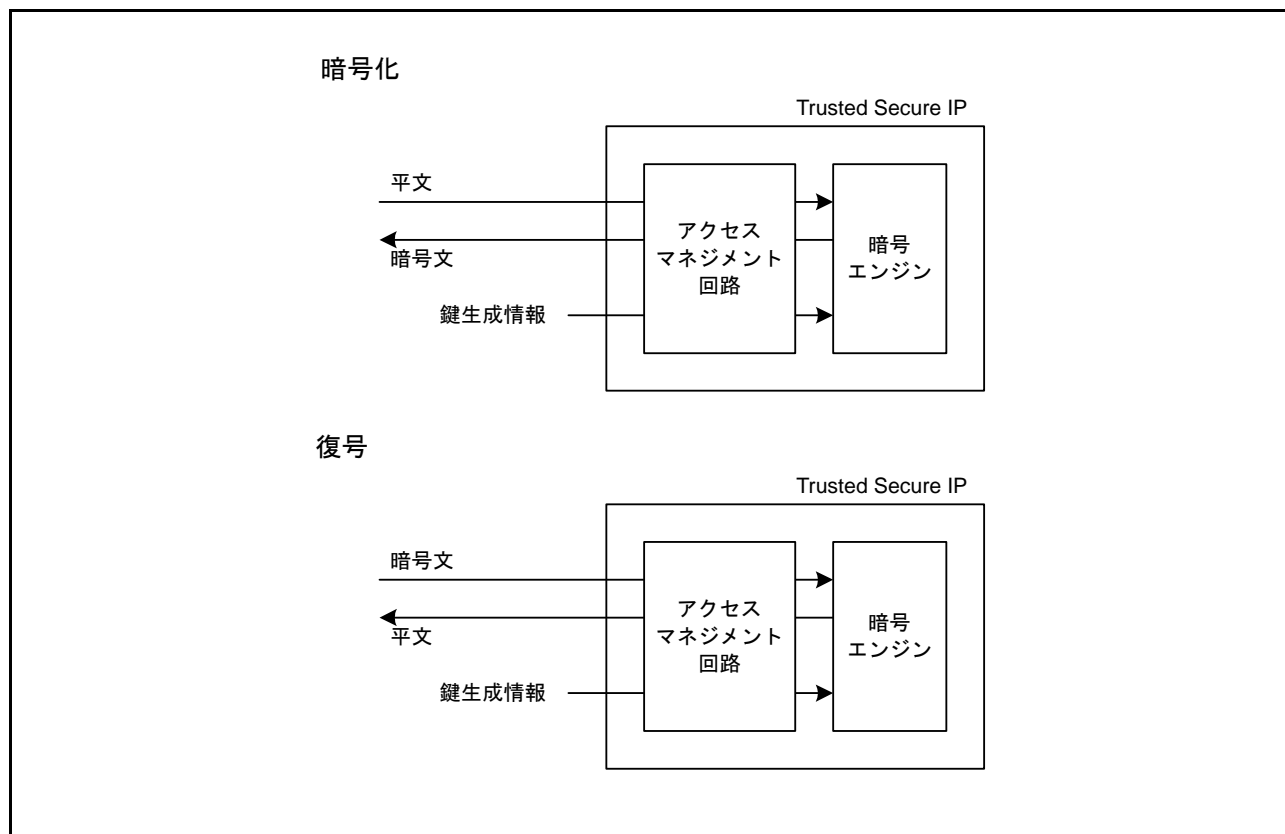 暗号化
Trusted Secure IP
平文
暗号文
鍵生成情報
アクセス
マネジメント
回路
暗号
エンジン
復号
Trusted Secure IP
暗号文
平文
鍵生成情報
アクセス
マネジメント
回路
暗号
エンジン